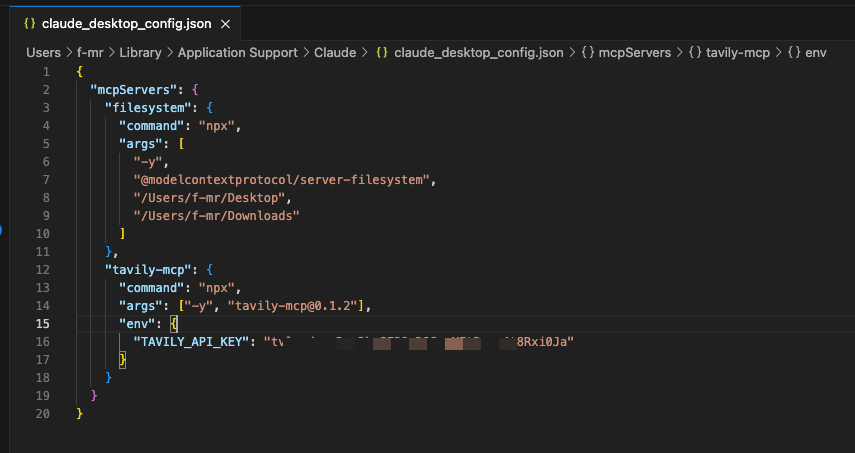 {} claude_desktop_config.json ×
Users > f-mr > Library > Application Support > Claude > {} claude_desktop_config.json > {} mcpServers > {} tavily-mcp > {} env
1 {
2   "mcpServers": {
3     "filesystem": {
4       "command": "npx",
5       "args": [
6         "-y",
7         "@modelcontextprotocol/server-filesystem",
8         "/Users/f-mr/Desktop",
9         "/Users/f-mr/Downloads"
10       ]
11     },
12     "tavily-mcp": {
13       "command": "npx",
14       "args": ["-y", "tavily-mcp@0.1.2"],
15       "env": {
16         "TAVILY_API_KEY":
17       }
18     }
19   }
20 }